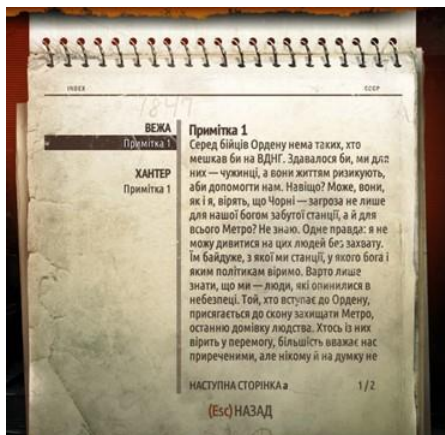 INDEX
CCCP
1847
A
ВЕЖА
Примітка 1
ХАНТЕР
Примітка 1
Примітка 1
Серед бійців Ордену нема таких, хто
мешкав би на ВДНГ. Здавалося би, ми для
них — чужинці, а вони життям ризикують,
аби допомогти нам. Навіщо? Може, вони,
як і я, вірять, що Чорні — загроза не лише
для нашої богом забутої станції, а й для
всього Метро? Не знаю. Одне правда: я не
можу дивитися на цих людей без захвату.
Їм байдуже, з якої ми станції, у якого бога і
яким політикам віримо. Варто лише
знати, що ми — люди, які опинилися в
небезпеці. Той, хто вступає до Ордену,
присягається до скону захищати Метро,
останню домівку людства. Хтось із них
вірить у перемогу, більшість вважає нас
приреченими, але нікому й на думку не
НАСТУПНА СТОРІНКА a 1/2
(Esc) НАЗАД